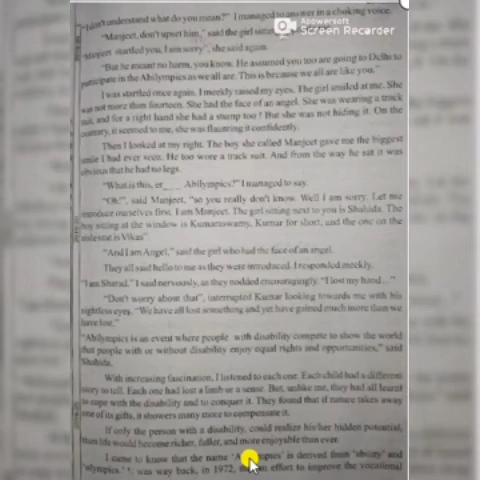 "I don't understand what do you mean?" I managed to answer in a choking voice.
"Manjeet, don't upset him," said the girl
Apowersoft
Screen Recorder
"Manjeet startled you, I am sorry", she said again.
"But he meant no harm, you know. He assumed you too are going to Delhi to
participate in the Abilympics as we all are. This is because we all are like you."
I was startled once again. I meekly raised my eyes. The girl smiled at me. She
was not more than fourteen. She had the face of an angel. She was wearing a track
suit, and for a right hand she had a stump too! But she was not hiding it. On the
contrary, it seemed to me, she was flaunting it confidently.
Then I looked at my right. The boy she called Manjeet gave me the biggest
smile I had ever seen. He too wore a track suit. And from the way he sat it was
obvious that he had no legs.
"What is this, er___ Abilympics?" I managed to say.
"Oh!", said Manjeet, "so you really don't know. Well I am sorry. Let me
introduce ourselves first. I am Manjeet. The girl sitting next to you is Shahida. The
boy sitting at the window is Kumaraswamy, Kumar for short, and the one on the
aisle is Vikas"
"And I am Angel," said the girl who had the face of an angel.
They all said hello to me as they were introduced. I responded meekly.
"I am Sharad," I said nervously, as they nodded encouragingly. "I lost my hand..."
"Don't worry about that", interrupted Kumar looking towards me with his
sightless eyes. "We have all lost something and yet have gained much more than we
have lost."
"Abilympics is an event where people with disability compete to show the world
that people with or without disability enjoy equal rights and opportunities," said
Shahida.
With increasing fascination, I listened to each one. Each child had a different
story to tell. Each one had lost a limb or a sense. But, unlike me, they had all learnt
to cope with the disability and to conquer it. They found that if nature takes away
one of its gifts, it showers many more to compensate it.
If only the person with a disability, could realize his/her hidden potential,
than life would become richer, fuller, and more enjoyable than ever.
I came to know that the name is derived from 'ability' and
'olympics.' was way back, in 1972, effort to improve the vocational